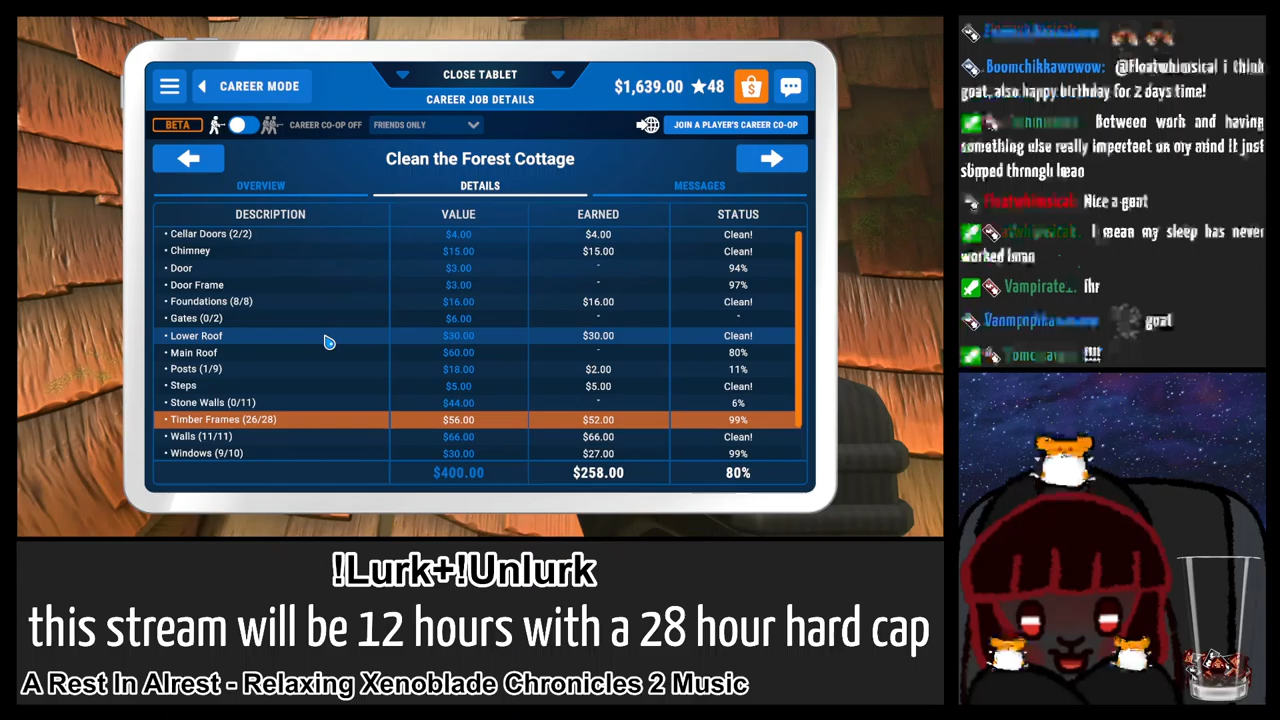 CLOSE TABLET
CAREER MODE
CAREER JOB DETAILS
$1,639.00 ★48
BETA
CAREER CO-OP OFF
FRIENDS ONLY
JOIN A PLAYER'S CAREER CO-OP
Clean the Forest Cottage
OVERVIEW DETAILS MESSAGES
DESCRIPTION VALUE EARNED STATUS
• Cellar Doors (2/2) $4.00 $4.00 Clean!
• Chimney $15.00 $15.00 Clean!
• Door $3.00 - 94%
• Door Frame $3.00 - 97%
• Foundations (8/8) $16.00 $16.00 Clean!
• Gates (0/2) $6.00 - -
• Lower Roof $30.00 $30.00 Clean!
• Main Roof $60.00 - 80%
• Posts (1/9) $18.00 $2.00 11%
• Steps $5.00 $5.00 Clean!
• Stone Walls (0/11) $44.00 - 6%
• Timber Frames (26/28) $56.00 $52.00 99%
• Walls (11/11) $66.00 $66.00 Clean!
• Windows (9/10) $30.00 $27.00 99%
$400.00 $258.00 80%
Boomchikkawowow: @Floatwhimsical i think
goat, also happy birthday for 2 days time!
Between work and having
something else really important on my mind it just
slipped through lmao
Floatwhimsical: Nice a goat
I mean my sleep has never
worked lman
goat
!!!!
!Lurk+!Unlurk
this stream will be 12 hours with a 28 hour hard cap
A Rest In Alrest - Relaxing Xenoblade Chronicles 2 Music